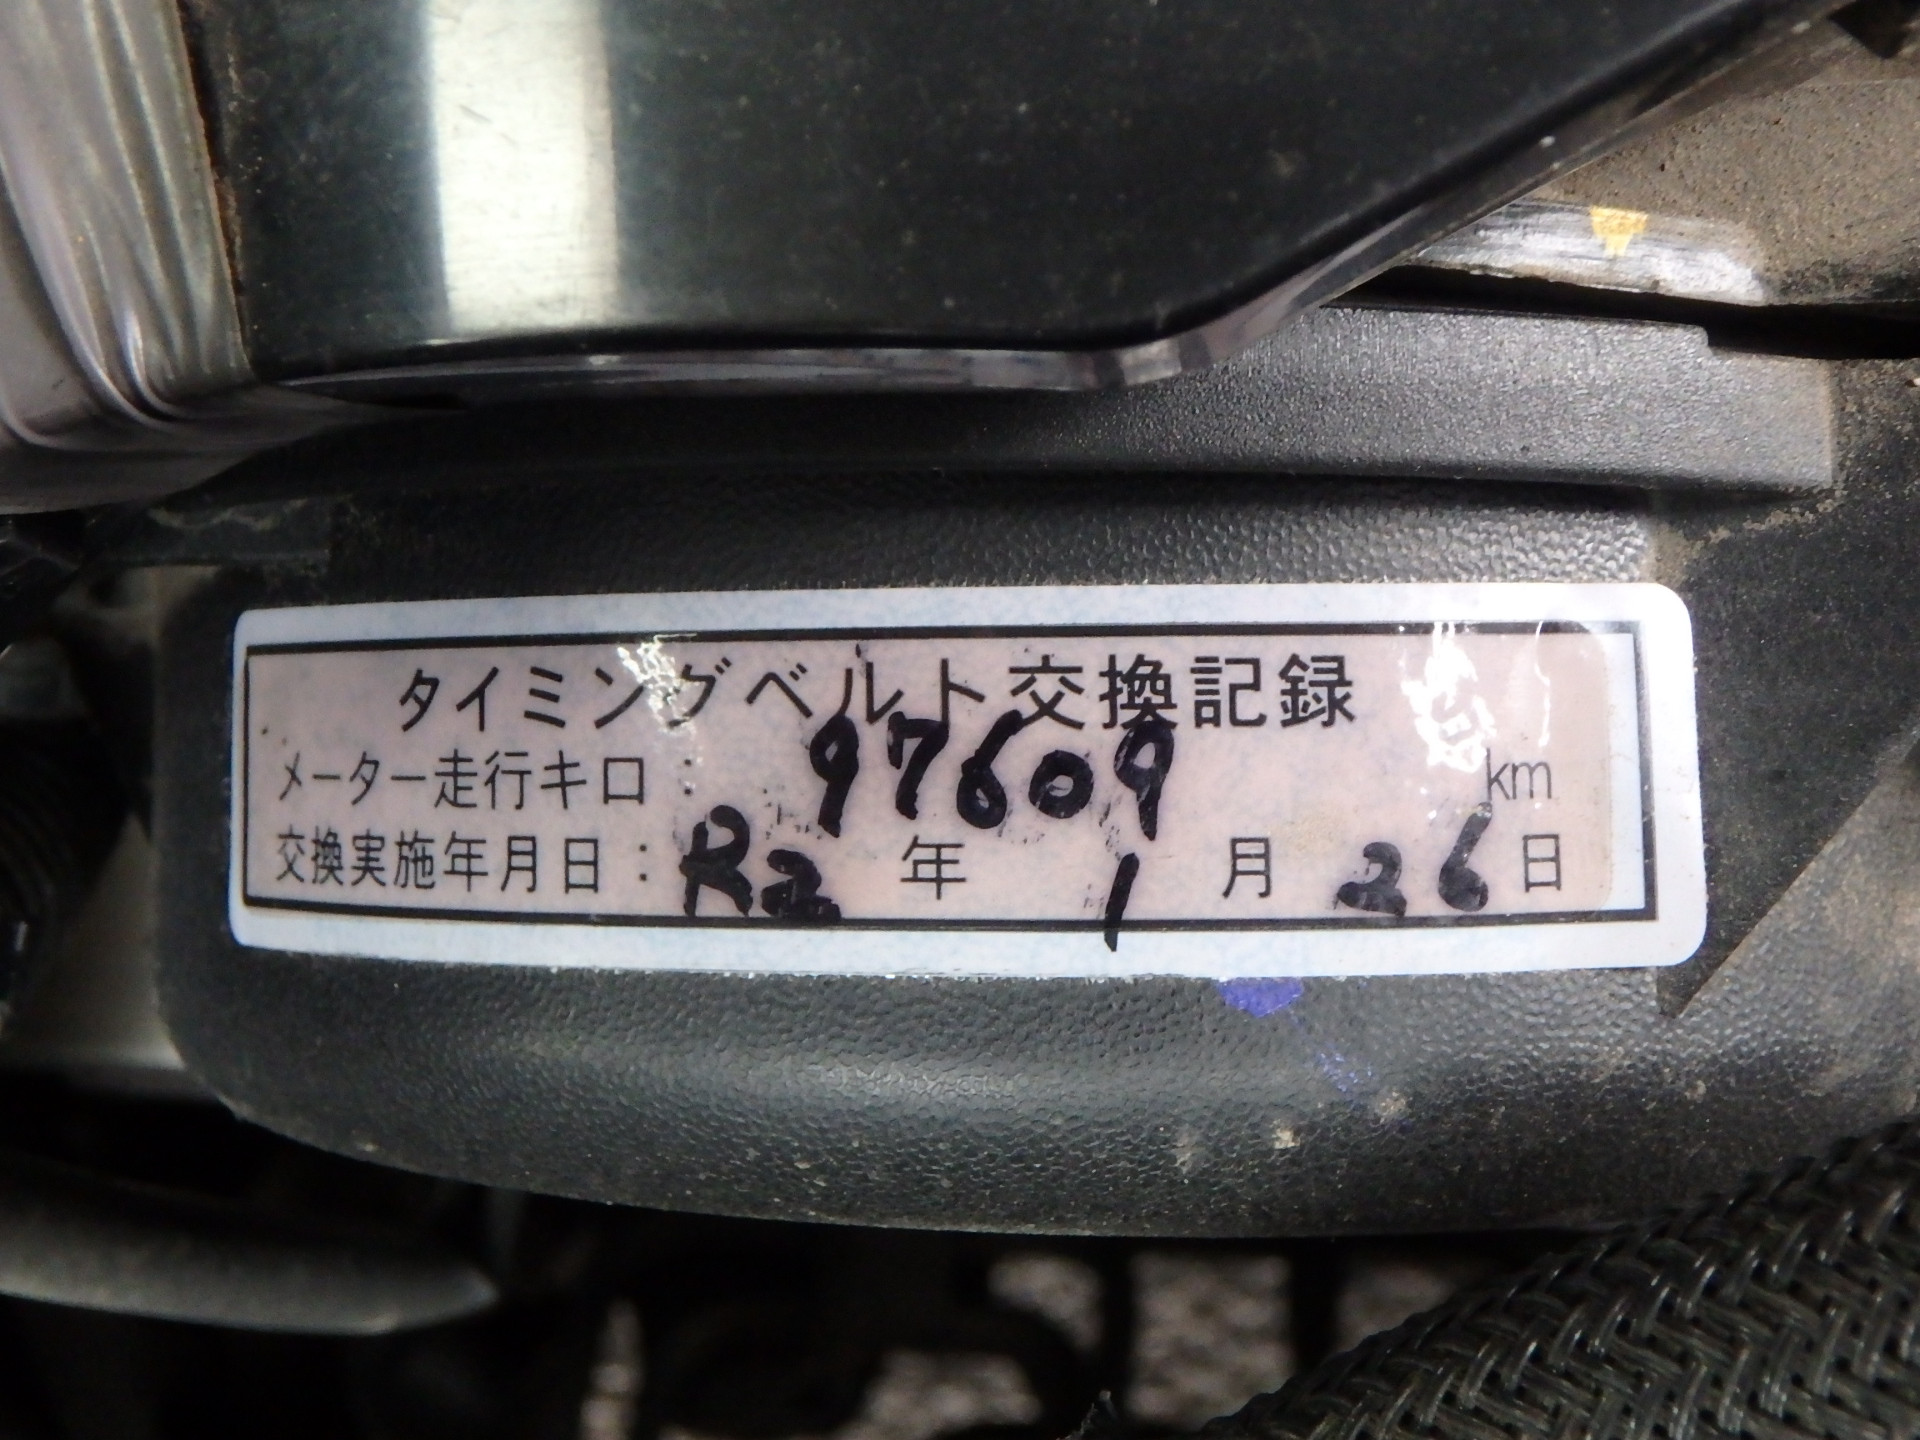 タイミングベルト交換記録
メーター走行キロ：97609 km
交換実施年月日：R2 年 1 月 26 日